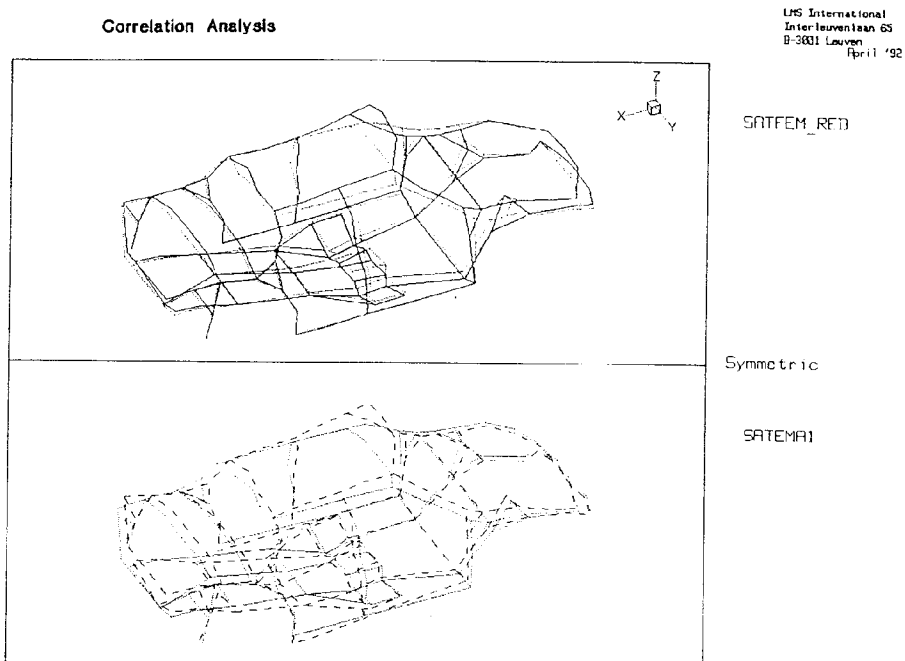 Correlation Analysis
LMS International
Interleuvenlaan 65
B-3001 Leuven
April '92
Z
X
Y
SATFEM_RED
Symmetric
SATEMA1